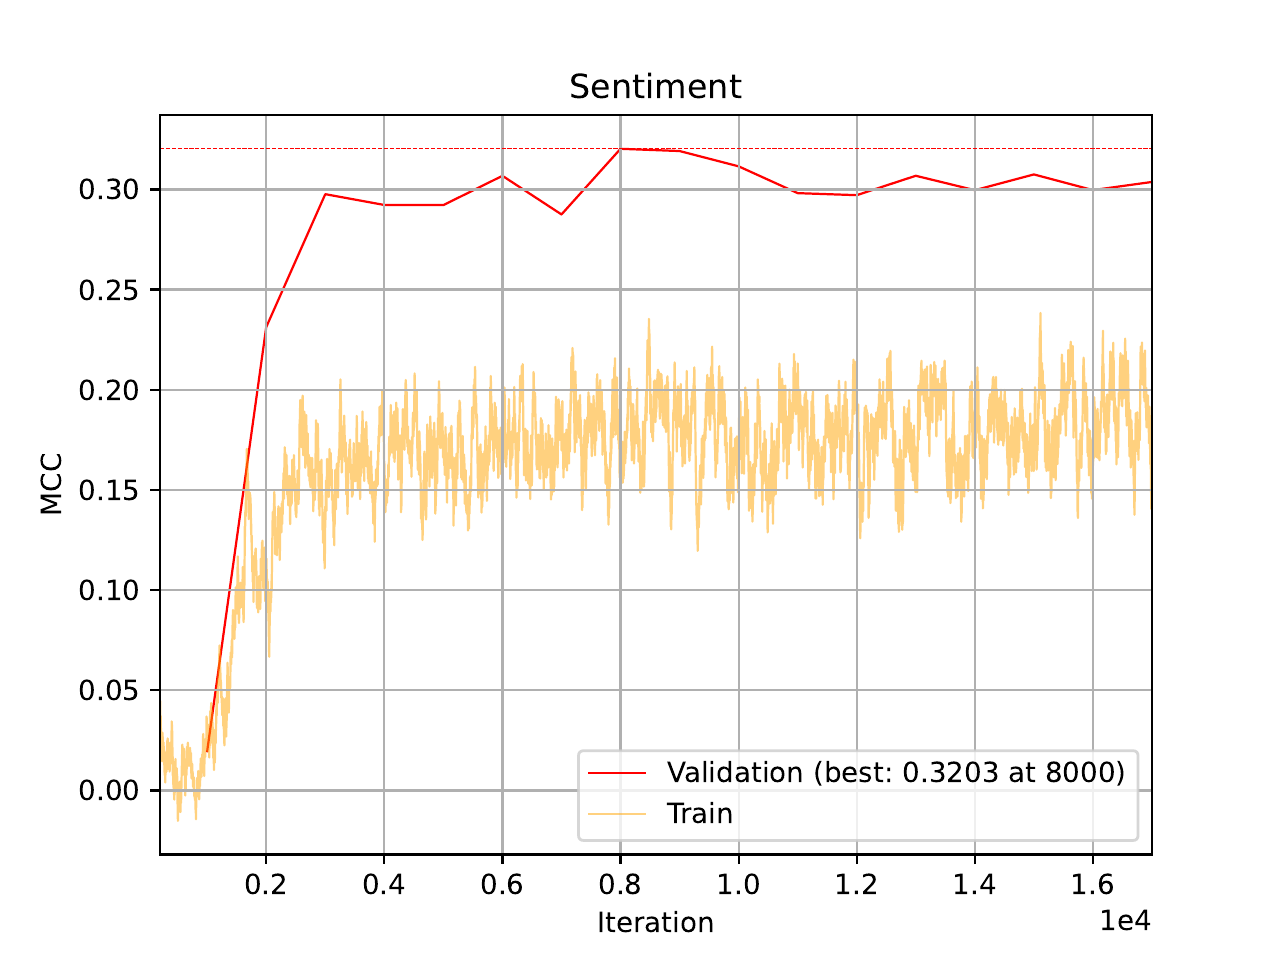 Sentiment
MCC
0.30
0.25
0.20
0.15
0.10
0.05
0.00
Validation (best: 0.3203 at 8000)
Train
0.2 0.4 0.6 0.8 1.0 1.2 1.4 1.6
Iteration
1e4